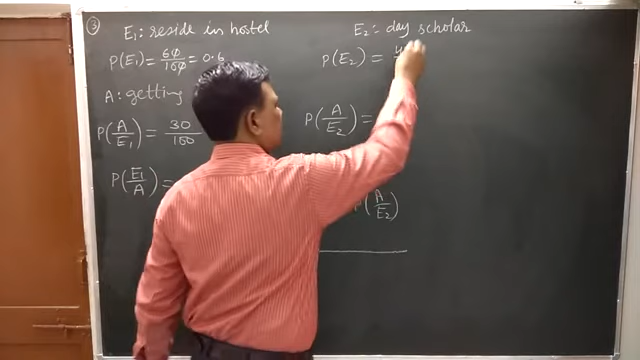 ③ E₁: reside in hostel E₂: day scholar
P(E₁) = 60/100 = 0.6 P(E₂) = 4
A: getting
P(A/E₁) = 30/100 P(A/E₂) =
P(E₁/A) = P(A/E₂)